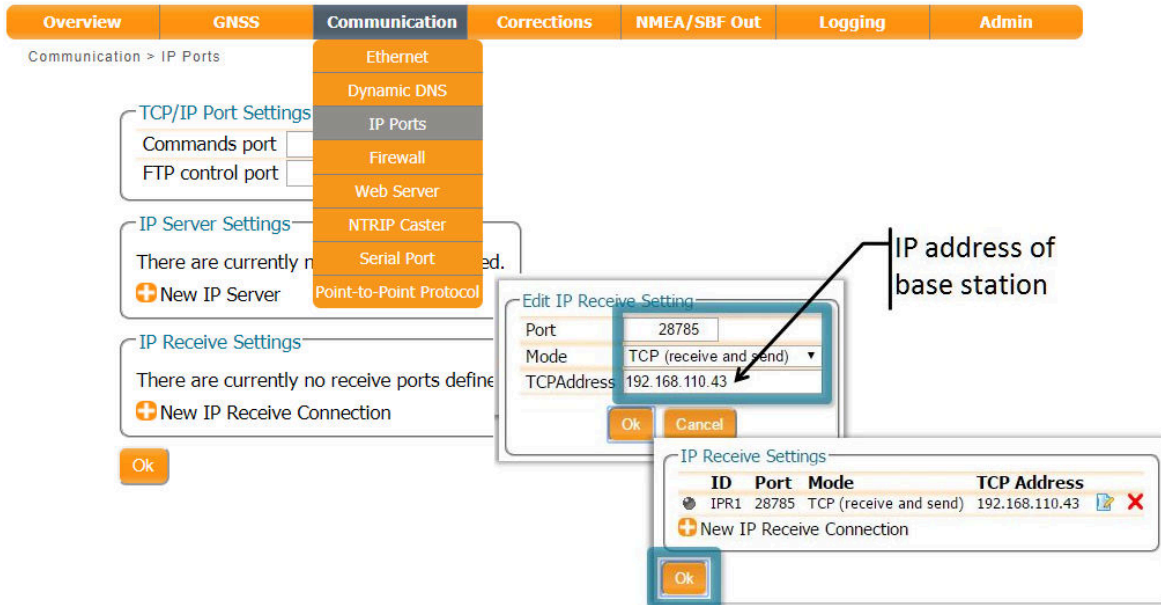 Overview GNSS Communication Corrections NMEA/SBF Out Logging Admin
Communication > IP Ports
Ethernet
Dynamic DNS
IP Ports
Firewall
Web Server
NTRIP Caster
Serial Port
Point-to-Point Protocol
TCP/IP Port Settings
Commands port
FTP control port
IP Server Settings
There are currently n ed.
New IP Server
IP Receive Settings
There are currently no receive ports define
New IP Receive Connection
Ok
IP address of
base station
Edit IP Receive Setting
Port 28785
Mode TCP (receive and send)
TCPAddress 192.168.110.43
Ok Cancel
IP Receive Settings
ID Port Mode TCP Address
IPR1 28785 TCP (receive and send) 192.168.110.43
New IP Receive Connection
Ok